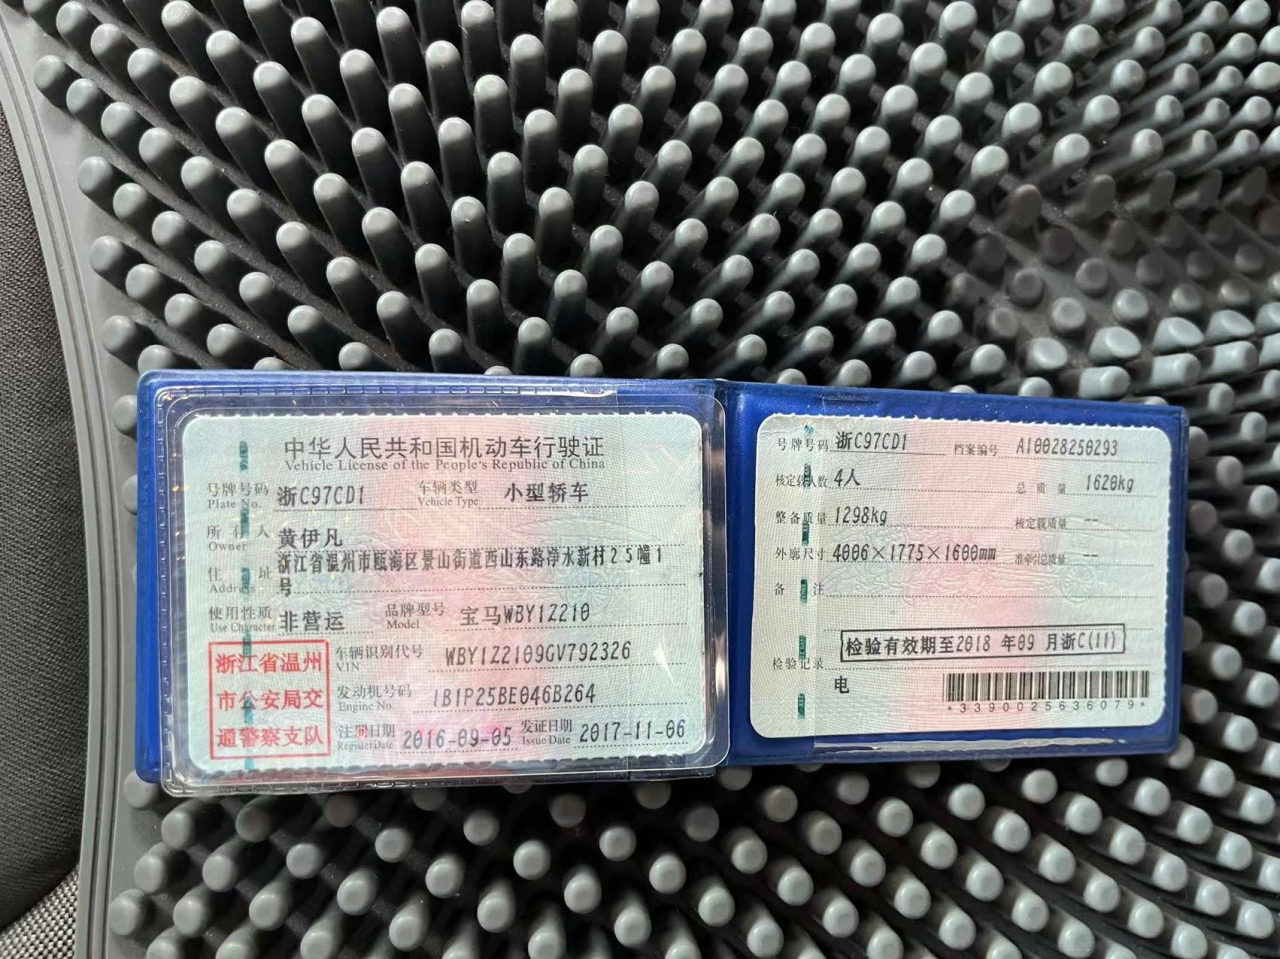 中华人民共和国机动车行驶证
Vehicle License of the People's Republic of China
号牌号码 Plate No. 浙C97CD1 车辆类型 Vehicle Type 小型轿车
所有人 Owner 黄伊凡
住址 Address 浙江省温州市瓯海区景山街道西山东路净水新村25幢1
号
使用性质 Use Character 非营运 品牌型号 Model 宝马WBY1Z210
浙江省温州
市公安局交
通警察支队
车辆识别代号 VIN WBY1Z2109GV792326
发动机号码 Engine No. IB1P25BE046B264
注册日期 Register Date 2016-09-05 发证日期 Issue Date 2017-11-06
号牌号码 浙C97CD1 档案编号 A10028250293
核定载人数 4人 总质量 1620kg
整备质量 1298kg 核定载质量 --
外廓尺寸 4006×1775×1600mm 准牵引总质量 --
备注
检验有效期至2018年09月浙C(11)
检验记录
电
*3390025636079*